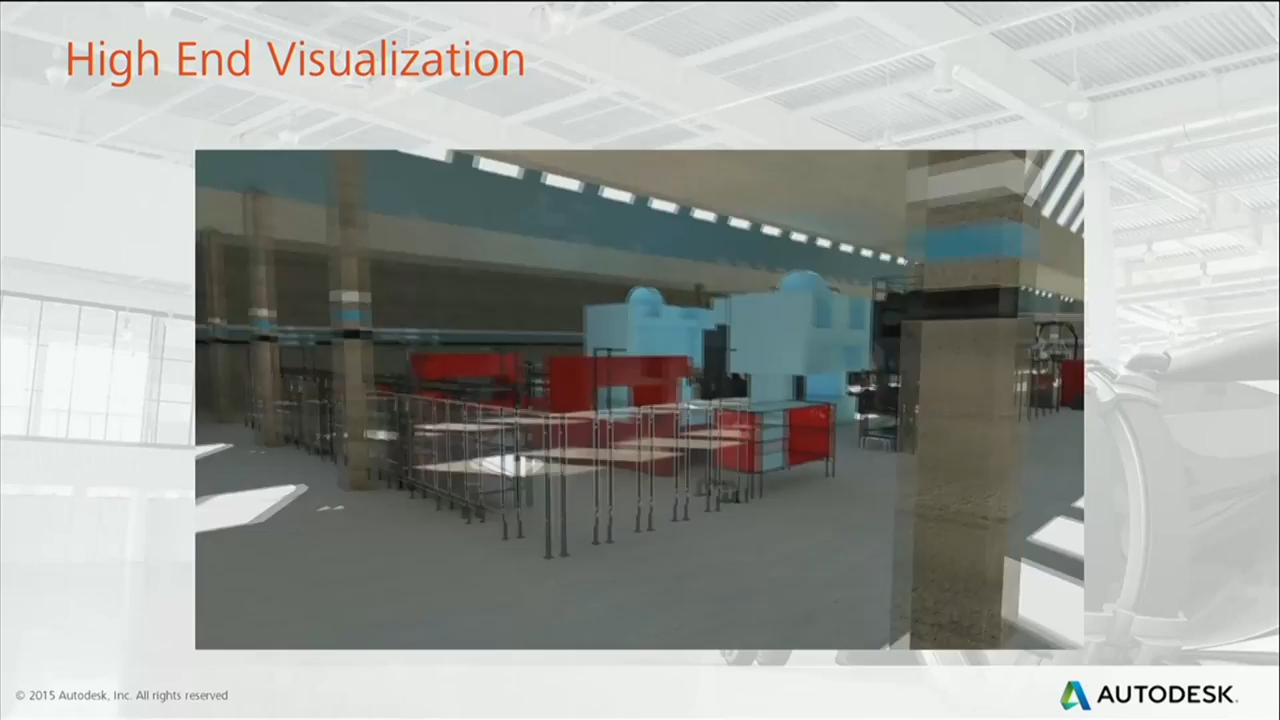 High End Visualization
© 2015 Autodesk, Inc. All rights reserved
AUTODESK.